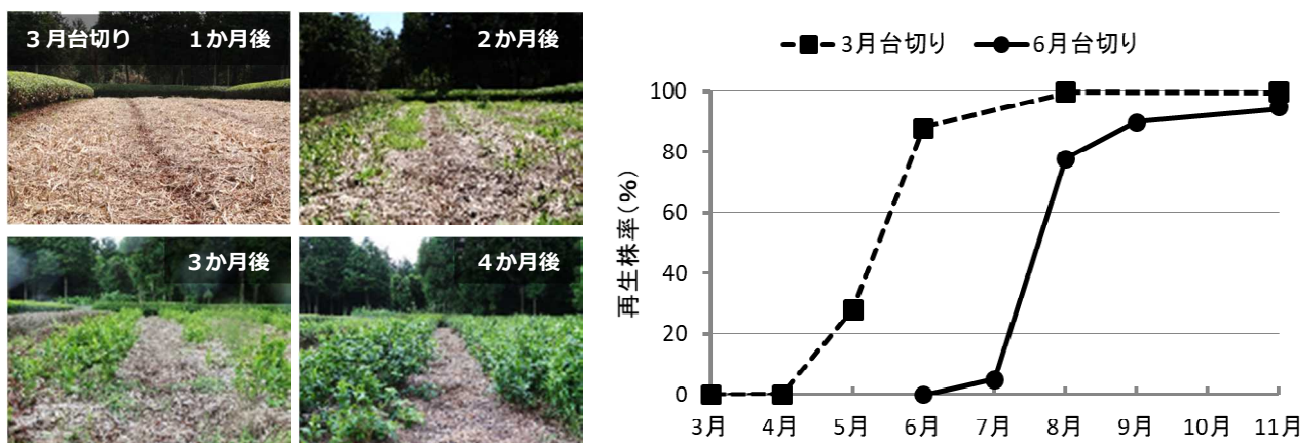 ３月台切り　１か月後
２か月後
３か月後
４か月後
3月台切り　6月台切り
再生株率（％）
100
80
60
40
20
0
3月　4月　5月　6月　7月　8月　9月　10月　11月